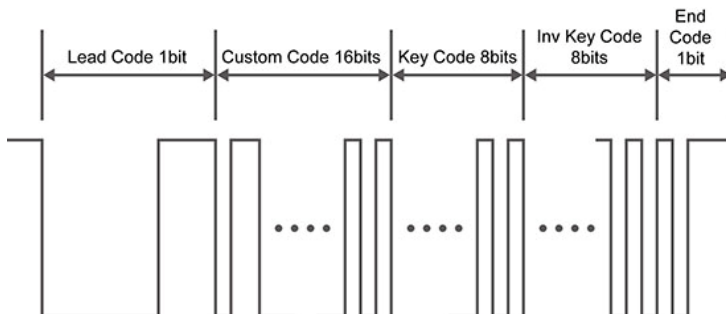 Lead Code 1bit
Custom Code 16bits
Key Code 8bits
Inv Key Code
8bits
End
Code
1bit